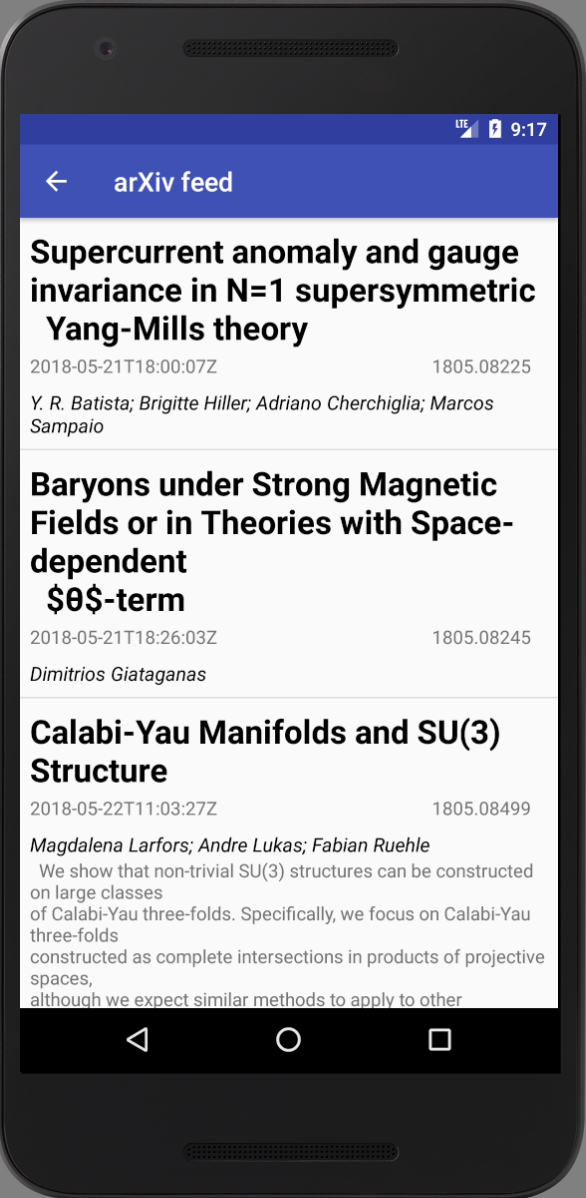 LTE 9:17
arXiv feed
Supercurrent anomaly and gauge
invariance in N=1 supersymmetric
Yang-Mills theory
2018-05-21T18:00:07Z 1805.08225
Y. R. Batista; Brigitte Hiller; Adriano Cherchiglia; Marcos
Sampaio
Baryons under Strong Magnetic
Fields or in Theories with Space-
dependent
$θ$-term
2018-05-21T18:26:03Z 1805.08245
Dimitrios Giataganas
Calabi-Yau Manifolds and SU(3)
Structure
2018-05-22T11:03:27Z 1805.08499
Magdalena Larfors; Andre Lukas; Fabian Ruehle
We show that non-trivial SU(3) structures can be constructed
on large classes
of Calabi-Yau three-folds. Specifically, we focus on Calabi-Yau
three-folds
constructed as complete intersections in products of projective
spaces,
although we expect similar methods to apply to other